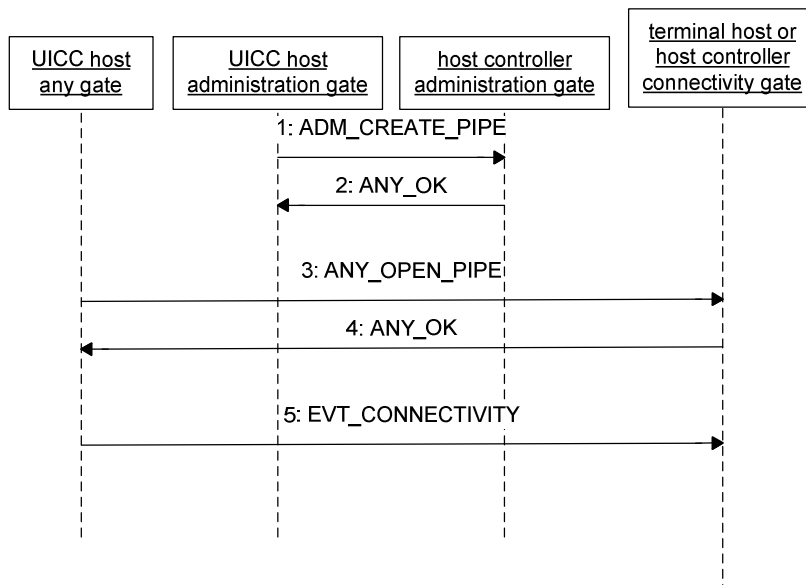 UICC host
any gate
UICC host
administration gate
host controller
administration gate
terminal host or
host controller
connectivity gate
1: ADM_CREATE_PIPE
2: ANY_OK
3: ANY_OPEN_PIPE
4: ANY_OK
5: EVT_CONNECTIVITY